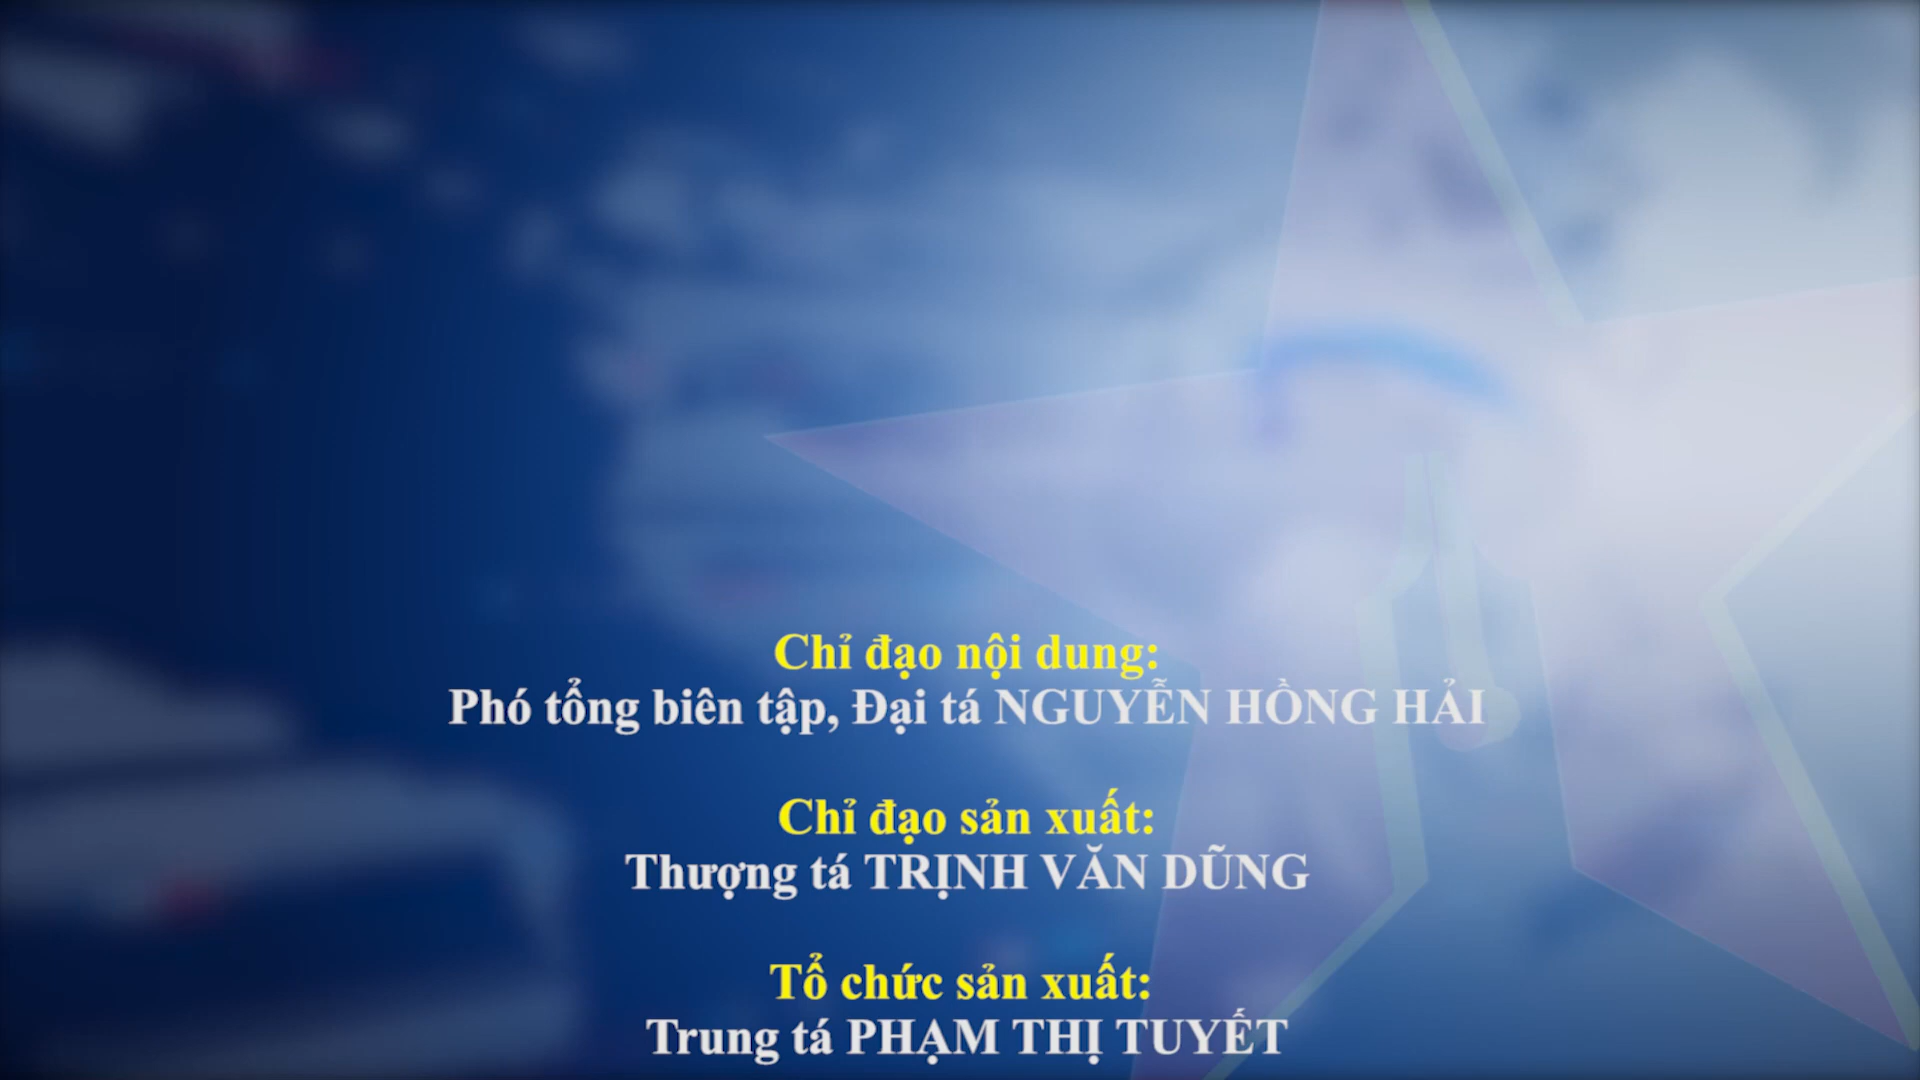 Chỉ đạo nội dung:
Phó tổng biên tập, Đại tá NGUYỄN HỒNG HẢI
Chỉ đạo sản xuất:
Thượng tá TRỊNH VĂN DŨNG
Tổ chức sản xuất:
Trung tá PHẠM THỊ TUYẾT